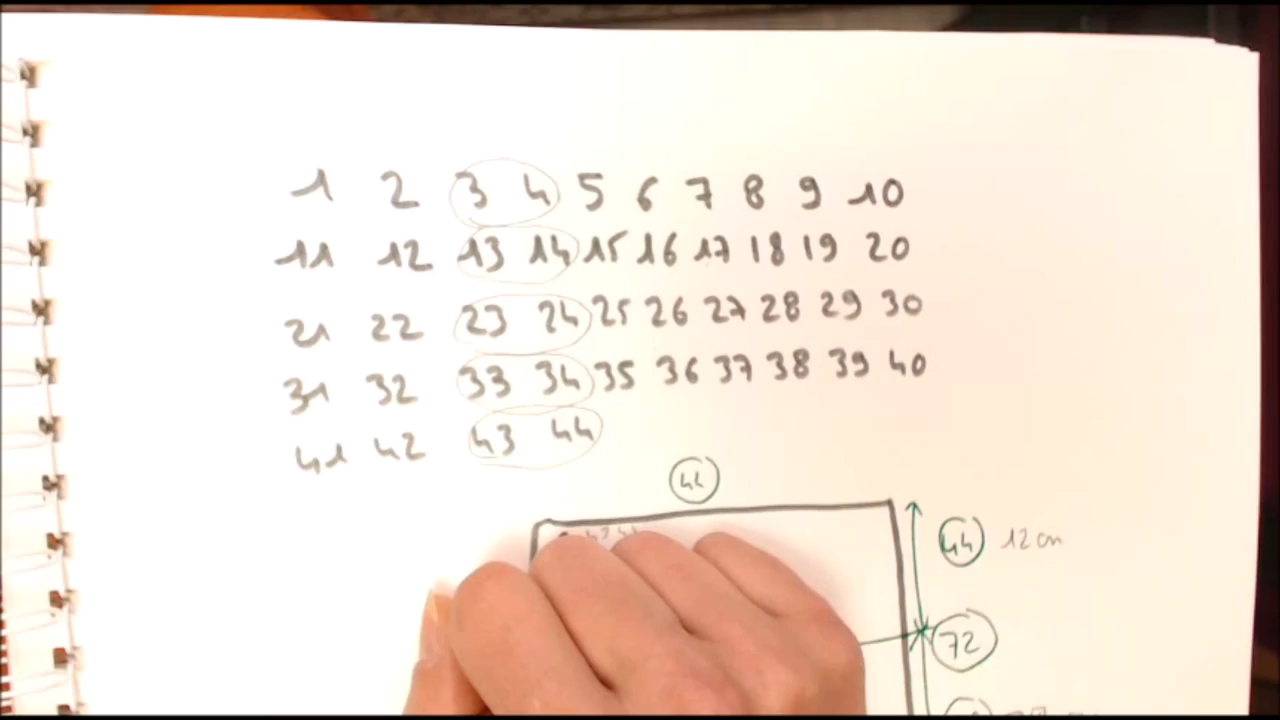 1 2 3 4 5 6 7 8 9 10
11 12 13 14 15 16 17 18 19 20
21 22 23 24 25 26 27 28 29 30
31 32 33 34 35 36 37 38 39 40
41 42 43 44
44
44 12 cm
72